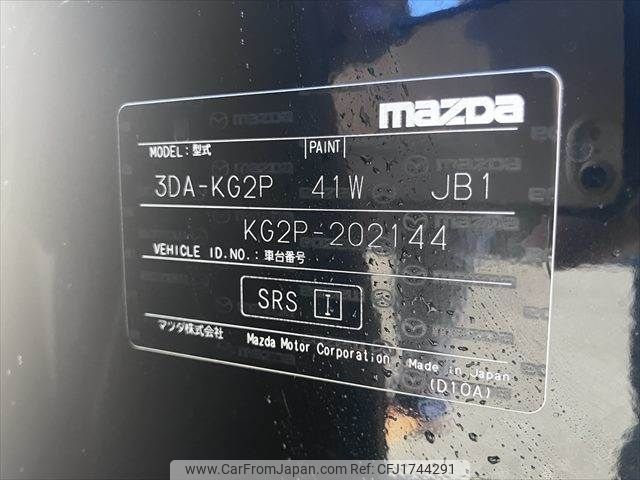 mazda
MODEL:型式 PAINT
3DA-KG2P 41W JB1
KG2P-202144
VEHICLE ID.NO.:車台番号
SRS I
マツダ株式会社 Mazda Motor Corporation Made in Japan
(D10A)
www.CarFromJapan.com - CFJ1744291